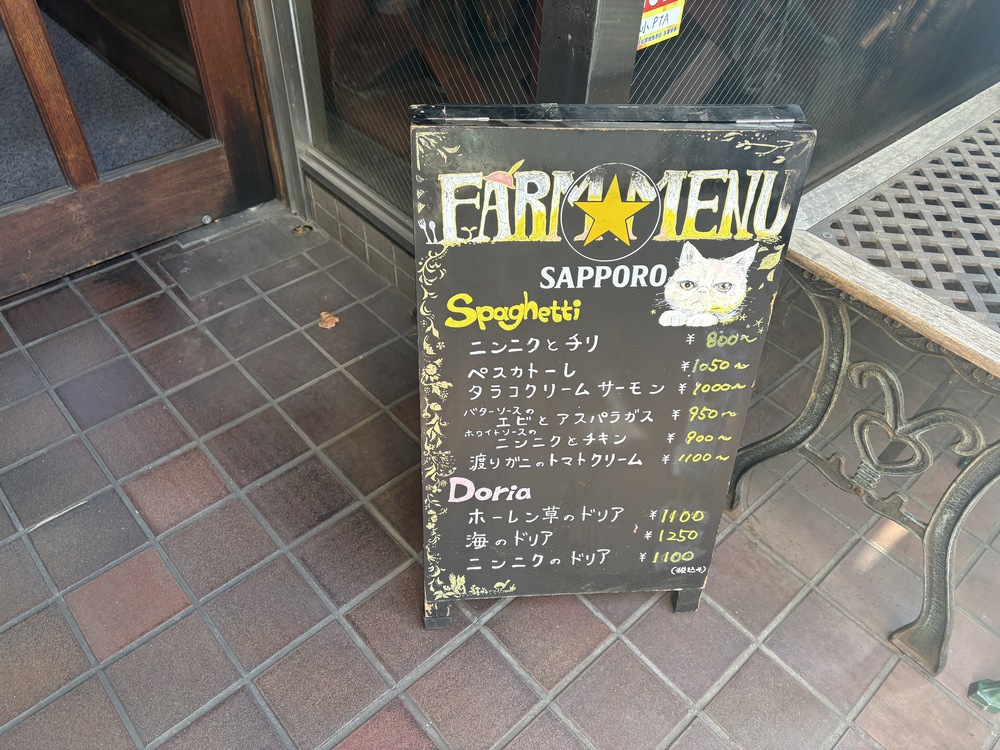 小PTA
FARM MENU
SAPPORO
Spaghetti
ニンニクとチリ ¥800〜
ペスカトーレ ¥1050〜
タラコクリームサーモン ¥1000〜
バターソースの
エビとアスパラガス ¥950〜
ホワイトソースの
ニンニクとチキン ¥900〜
渡りガニのトマトクリーム ¥1100〜
Doria
ホーレン草のドリア ¥1100
海のドリア ¥1250
ニンニクのドリア ¥1100
(税込み)